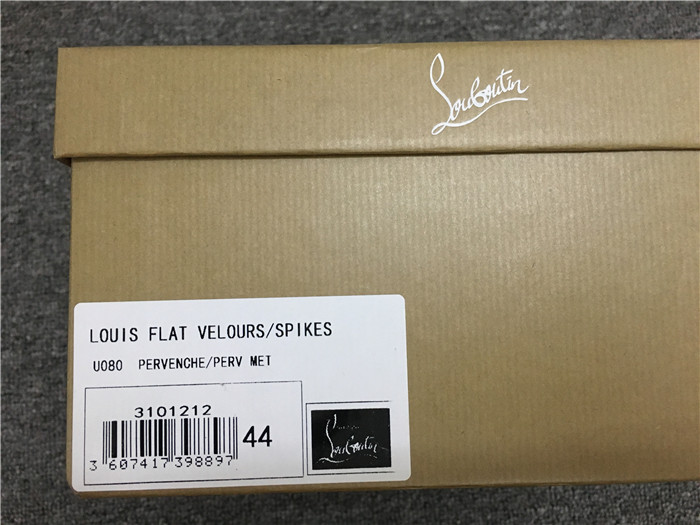 Louboutin
LOUIS FLAT VELOURS/SPIKES
U080 PERVENCHE/PERV MET
3101212
44
3 607417 398897
Louboutin